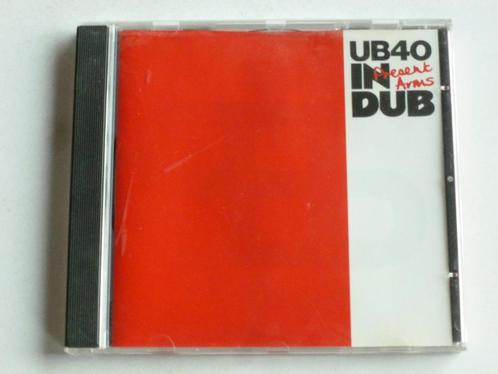 UB40
IN Present
Arms
DUB